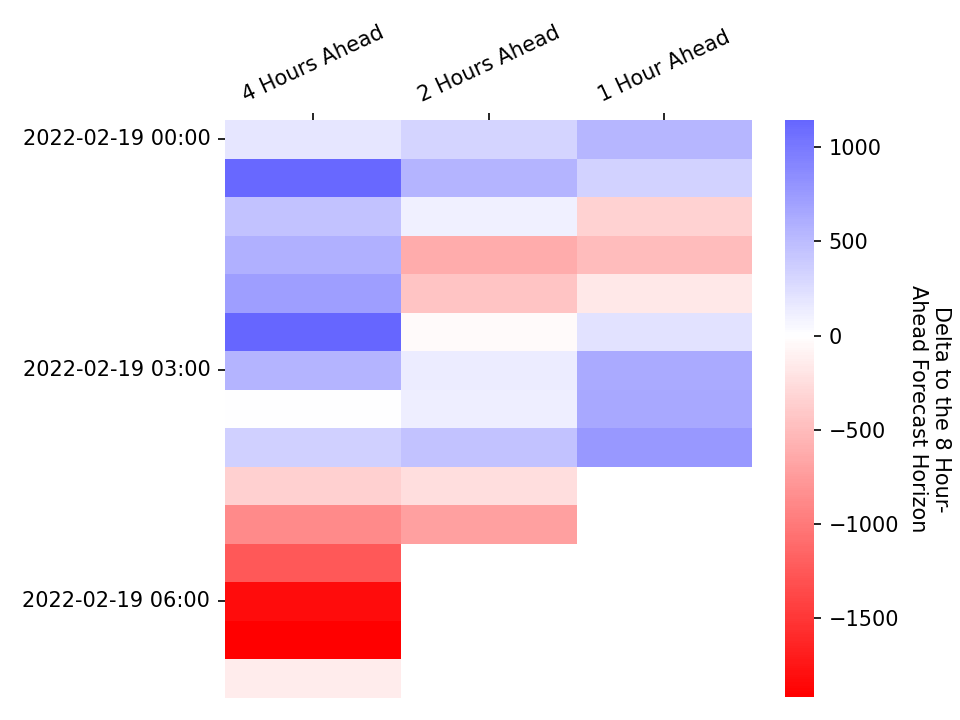 4 Hours Ahead
2 Hours Ahead
1 Hour Ahead
2022-02-19 00:00
2022-02-19 03:00
2022-02-19 06:00
1000
500
0
−500
−1000
−1500
Delta to the 8 Hour-
Ahead Forecast Horizon